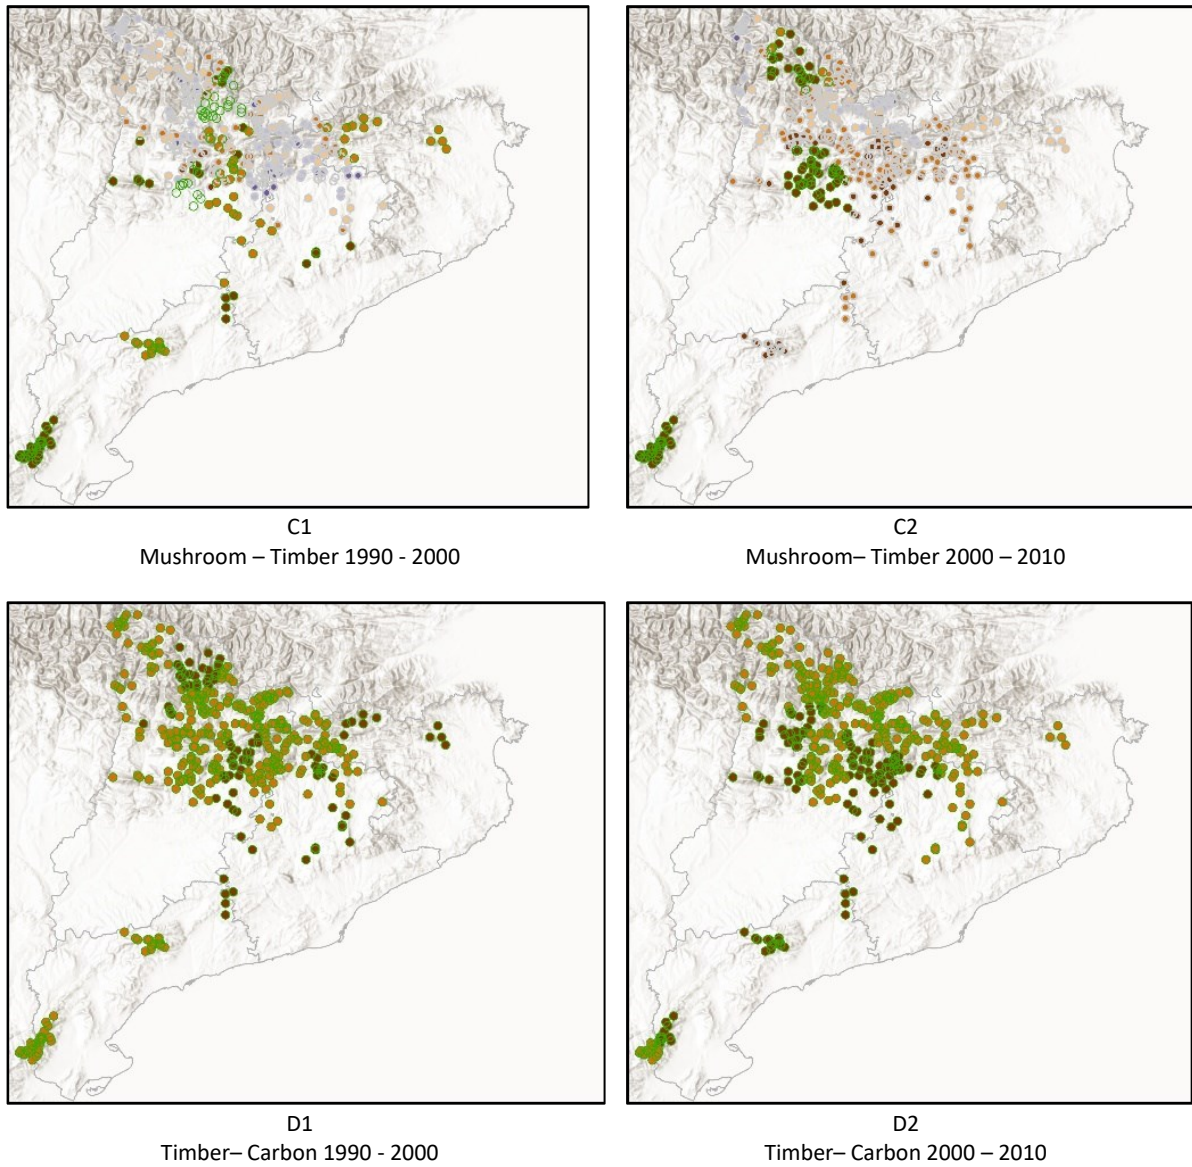 C1
Mushroom – Timber 1990 - 2000
C2
Mushroom– Timber 2000 – 2010
D1
Timber– Carbon 1990 - 2000
D2
Timber– Carbon 2000 – 2010